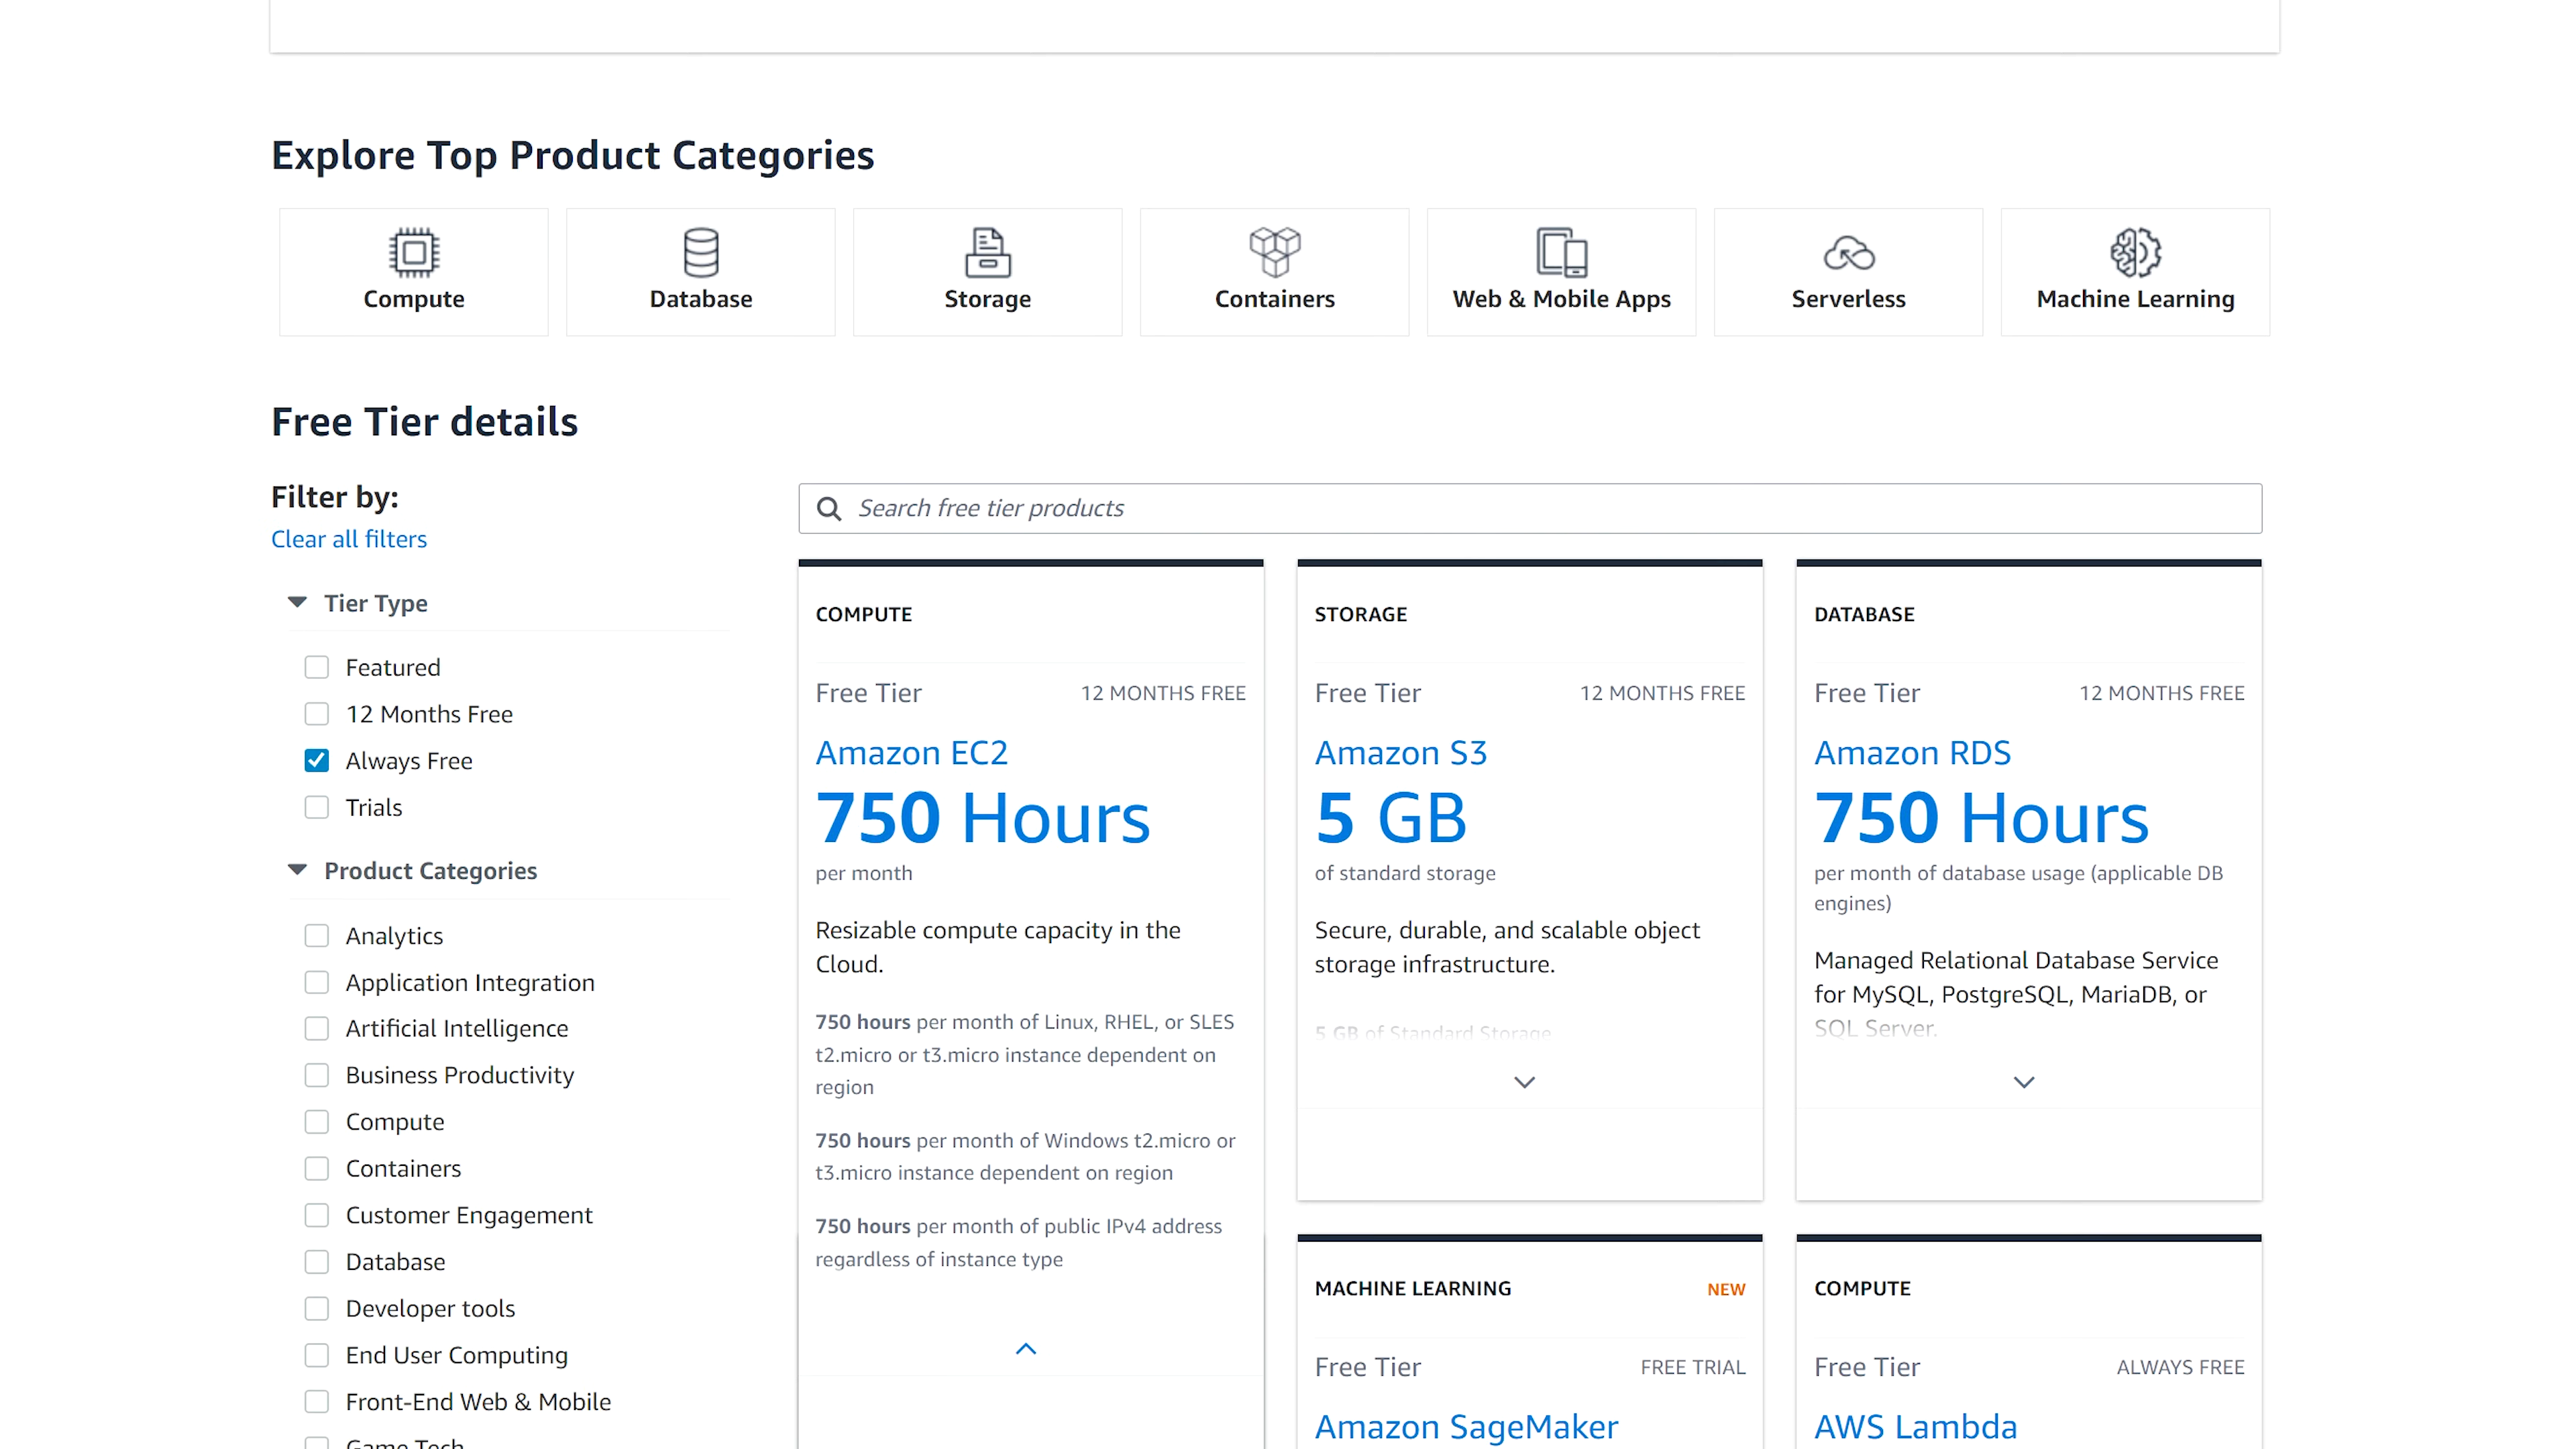 Explore Top Product Categories
Compute
Database
Storage
Containers
Web & Mobile Apps
Serverless
Machine Learning
Free Tier details
Filter by:
Clear all filters
Tier Type
Featured
12 Months Free
Always Free
Trials
Product Categories
Analytics
Application Integration
Artificial Intelligence
Business Productivity
Compute
Containers
Customer Engagement
Database
Developer tools
End User Computing
Front-End Web & Mobile
Game Tech
Search free tier products
COMPUTE
Free Tier 12 MONTHS FREE
Amazon EC2
750 Hours
per month
Resizable compute capacity in the
Cloud.
750 hours per month of Linux, RHEL, or SLES
t2.micro or t3.micro instance dependent on
region
750 hours per month of Windows t2.micro or
t3.micro instance dependent on region
750 hours per month of public IPv4 address
regardless of instance type
STORAGE
Free Tier 12 MONTHS FREE
Amazon S3
5 GB
of standard storage
Secure, durable, and scalable object
storage infrastructure.
5 GB of Standard Storage
DATABASE
Free Tier 12 MONTHS FREE
Amazon RDS
750 Hours
per month of database usage (applicable DB
engines)
Managed Relational Database Service
for MySQL, PostgreSQL, MariaDB, or
SQL Server.
MACHINE LEARNING NEW
Free Tier FREE TRIAL
Amazon SageMaker
COMPUTE
Free Tier ALWAYS FREE
AWS Lambda